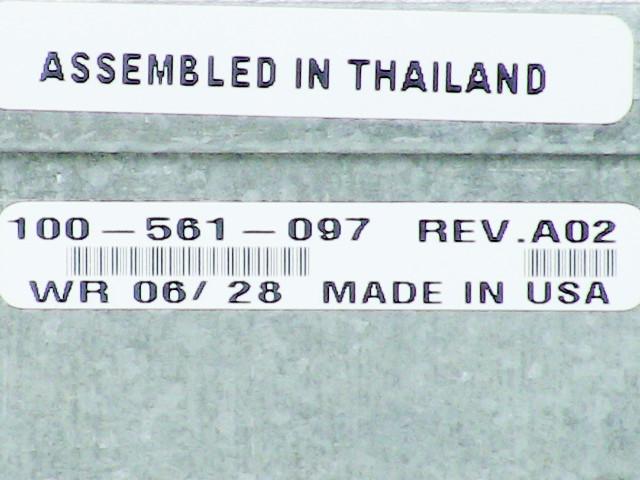 ASSEMBLED IN THAILAND
100-561-097 REV.A02
WR 06/ 28 MADE IN USA